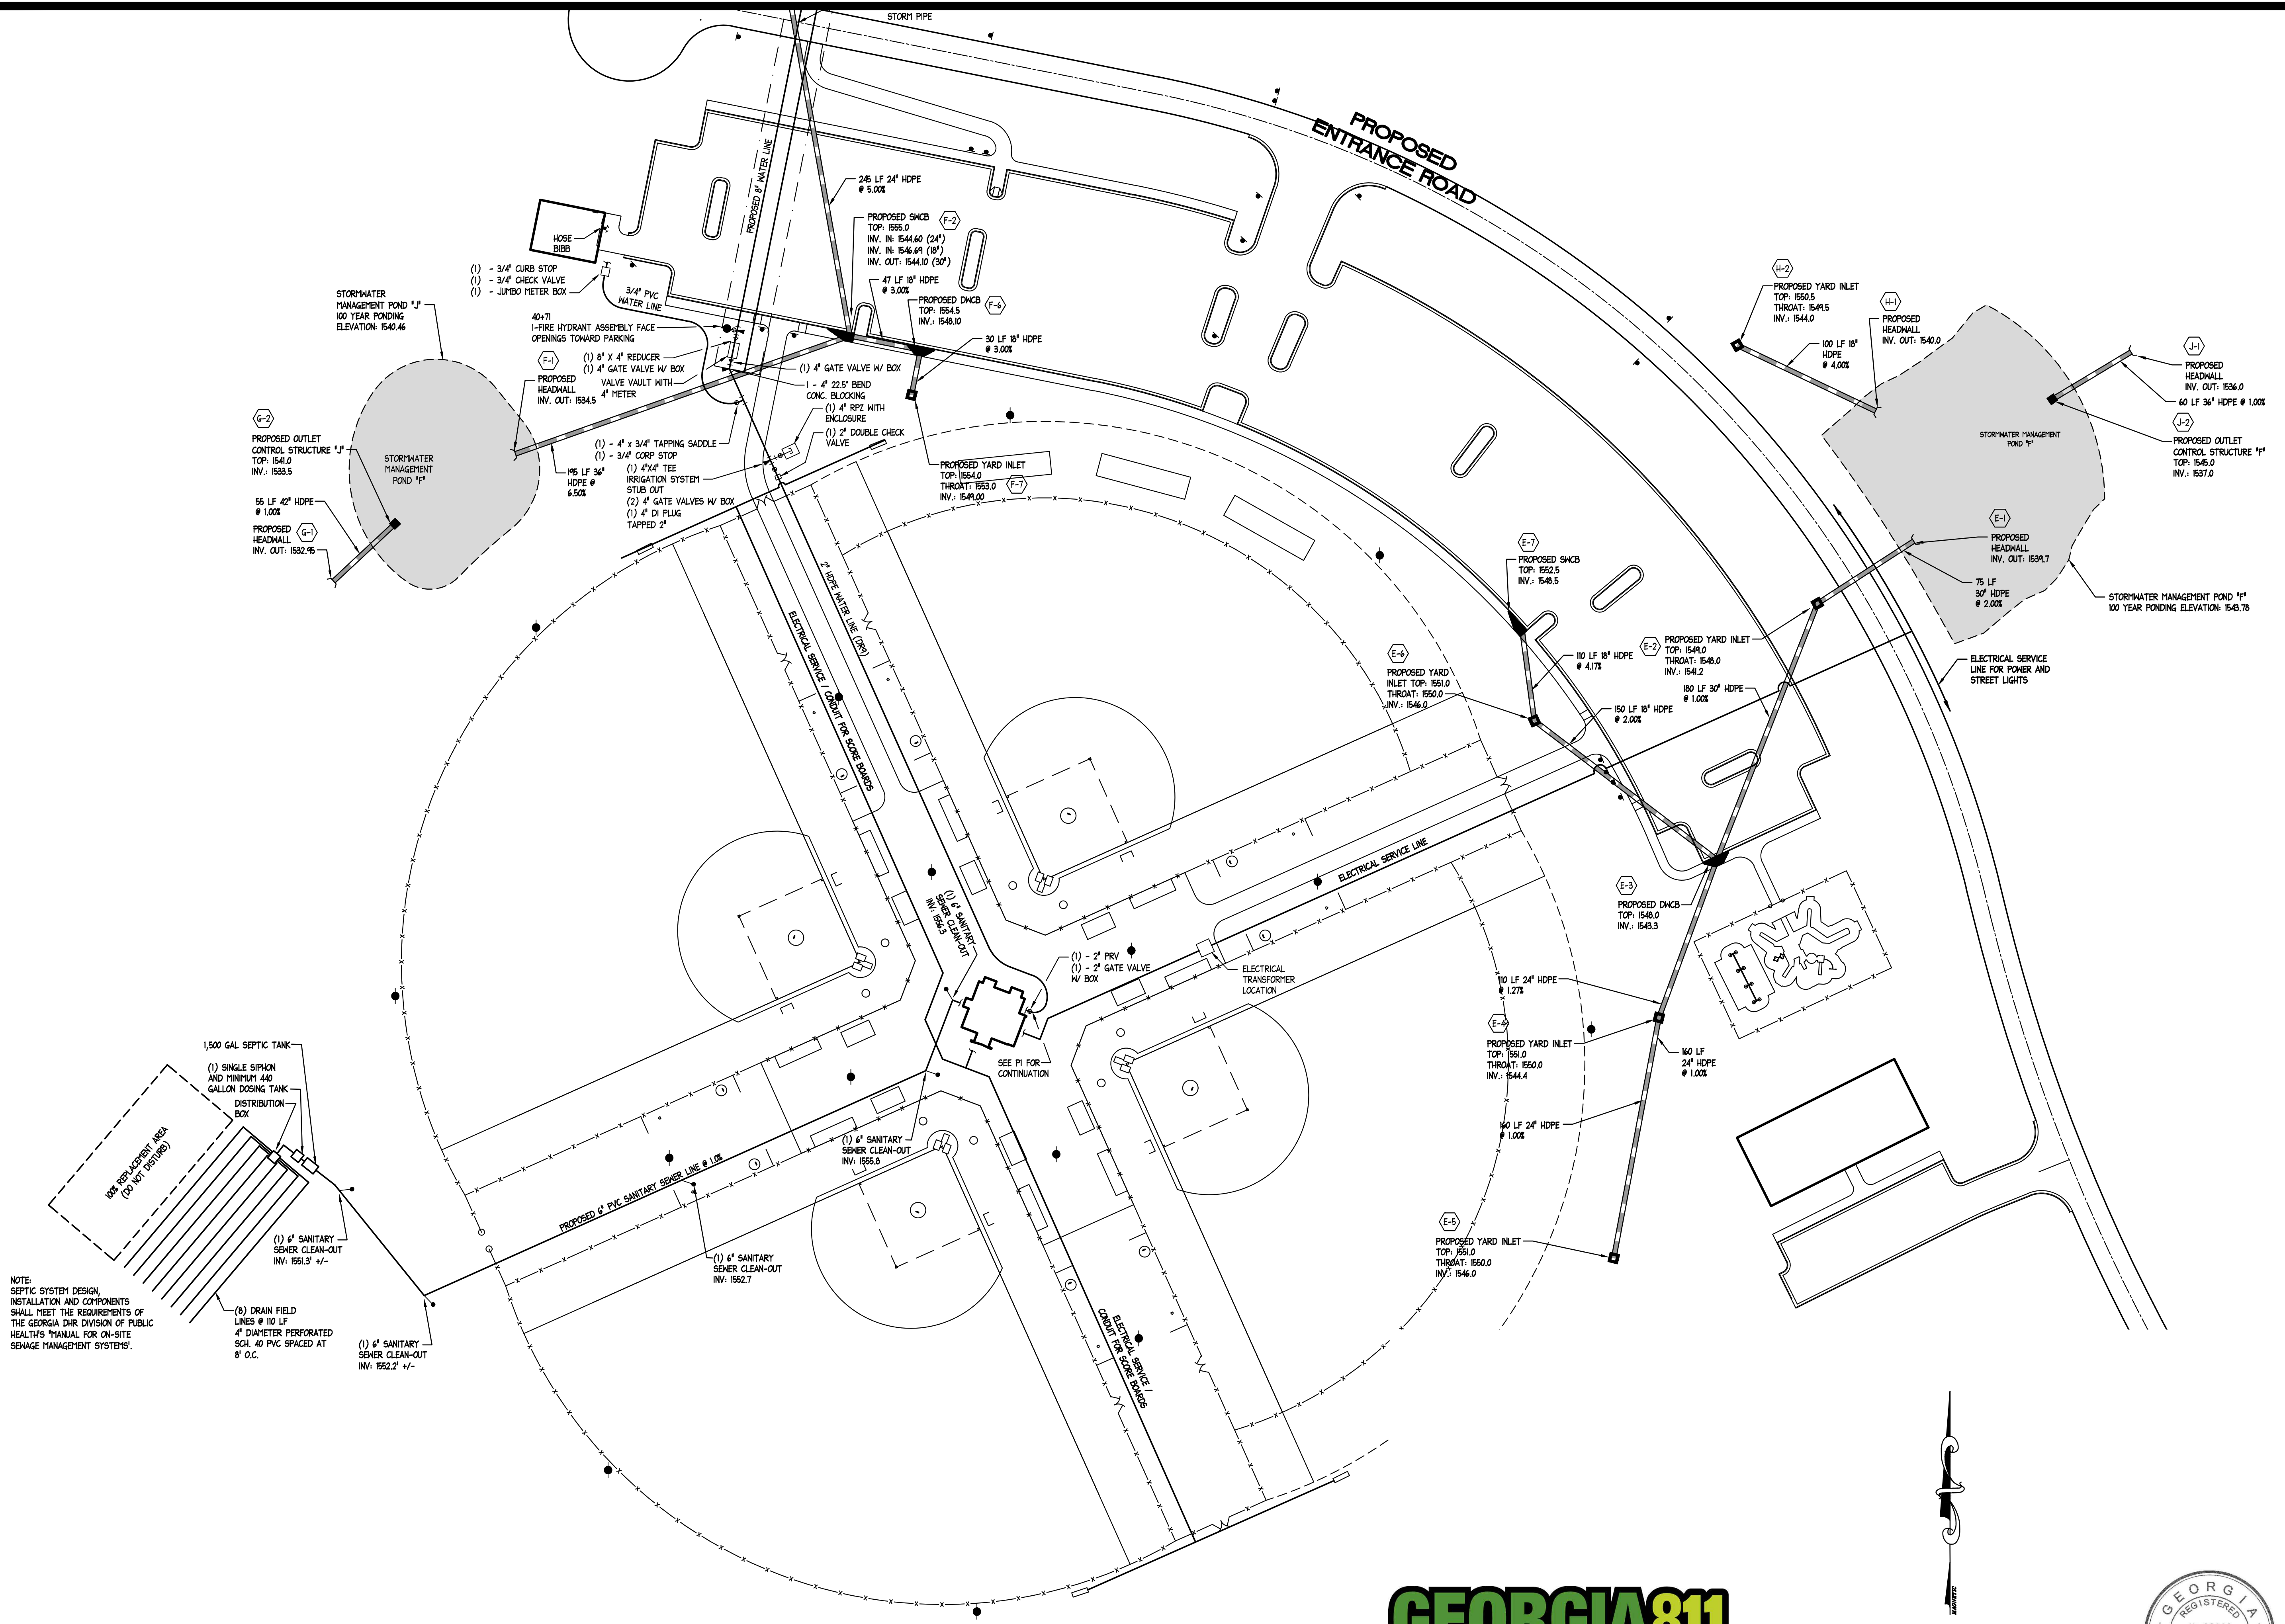 STORM PIPE
PROPOSED
ENTRANCE ROAD
PROPOSED 8" WATER LINE
245 LF 24" HDPE
@ 5.00%
PROPOSED SWCB
TOP: 1555.0
INV. IN: 1544.60 (24")
INV. IN: 1546.69 (18")
INV. OUT: 1544.10 (30")
F-2
47 LF 18" HDPE
@ 3.00%
PROPOSED DWCB
TOP: 1554.5
INV.: 1548.10
F-6
30 LF 18" HDPE
@ 3.00%
HOSE
BIBB
(1) - 3/4" CURB STOP
(1) - 3/4" CHECK VALVE
(1) - JUMBO METER BOX
3/4" PVC
WATER LINE
40+71
1-FIRE HYDRANT ASSEMBLY FACE
OPENINGS TOWARD PARKING
(1) 8" X 4" REDUCER
(1) 4" GATE VALVE W/ BOX
VALVE VAULT WITH
4" METER
(1) 4" GATE VALVE W/ BOX
1 - 4" 22.5° BEND
CONC. BLOCKING
(1) 4" RPZ WITH
ENCLOSURE
(1) 2" DOUBLE CHECK
VALVE
(1) - 4" x 3/4" TAPPING SADDLE
(1) - 3/4" CORP STOP
(1) 4"X4" TEE
IRRIGATION SYSTEM
STUB OUT
(2) 4" GATE VALVES W/ BOX
(1) 4" DI PLUG
TAPPED 2"
PROPOSED YARD INLET
TOP: 1554.0
THROAT: 1553.0
INV.: 1549.00
F-7
STORMWATER
MANAGEMENT POND "J"
100 YEAR PONDING
ELEVATION: 1540.46
F-1
PROPOSED
HEADWALL
INV. OUT: 1534.5
G-2
PROPOSED OUTLET
CONTROL STRUCTURE "J"
TOP: 1541.0
INV.: 1533.5
STORMWATER
MANAGEMENT
POND "F"
195 LF 36"
HDPE @
6.50%
55 LF 42" HDPE
@ 1.00%
PROPOSED
HEADWALL
INV. OUT: 1532.95
G-1
H-2
PROPOSED YARD INLET
TOP: 1550.5
THROAT: 1549.5
INV.: 1544.0
H-1
PROPOSED
HEADWALL
INV. OUT: 1540.0
100 LF 18"
HDPE
@ 4.00%
J-1
PROPOSED
HEADWALL
INV. OUT: 1536.0
60 LF 36" HDPE @ 1.00%
J-2
PROPOSED OUTLET
CONTROL STRUCTURE "F"
TOP: 1545.0
INV.: 1537.0
STORMWATER MANAGEMENT
POND "F"
E-1
PROPOSED
HEADWALL
INV. OUT: 1539.7
75 LF
30" HDPE
@ 2.00%
STORMWATER MANAGEMENT POND "F"
100 YEAR PONDING ELEVATION: 1543.78
ELECTRICAL SERVICE
LINE FOR POWER AND
STREET LIGHTS
E-7
PROPOSED SWCB
TOP: 1552.5
INV.: 1548.5
E-6
PROPOSED YARD
INLET TOP: 1551.0
THROAT: 1550.0
INV.: 1546.0
110 LF 18" HDPE
@ 4.17%
E-2
PROPOSED YARD INLET
TOP: 1549.0
THROAT: 1548.0
INV.: 1541.2
180 LF 30" HDPE
@ 1.00%
150 LF 18" HDPE
@ 2.00%
2" HDPE WATER LINE (DR9)
ELECTRICAL SERVICE / CONDUIT FOR SCORE BOARDS
ELECTRICAL SERVICE LINE
E-3
PROPOSED DWCB
TOP: 1548.0
INV.: 1543.3
(1) 6" SANITARY
SEWER CLEAN-OUT
INV: 1556.3
(1) - 2" PRV
(1) - 2" GATE VALVE
W/ BOX
ELECTRICAL
TRANSFORMER
LOCATION
110 LF 24" HDPE
@ 1.27%
E-4
PROPOSED YARD INLET
TOP: 1551.0
THROAT: 1550.0
INV.: 1544.4
160 LF
24" HDPE
@ 1.00%
160 LF 24" HDPE
@ 1.00%
E-5
PROPOSED YARD INLET
TOP: 1551.0
THROAT: 1550.0
INV.: 1546.0
SEE P1 FOR
CONTINUATION
1,500 GAL SEPTIC TANK
(1) SINGLE SIPHON
AND MINIMUM 440
GALLON DOSING TANK
DISTRIBUTION
BOX
100% REPLACEMENT AREA
(DO NOT DISTURB)
(1) 6" SANITARY
SEWER CLEAN-OUT
INV: 1555.8
PROPOSED 6" PVC SANITARY SEWER LINE @ 1.0%
(1) 6" SANITARY
SEWER CLEAN-OUT
INV: 1551.3' +/-
(1) 6" SANITARY
SEWER CLEAN-OUT
INV: 1552.7
NOTE:
SEPTIC SYSTEM DESIGN,
INSTALLATION AND COMPONENTS
SHALL MEET THE REQUIREMENTS OF
THE GEORGIA DHR DIVISION OF PUBLIC
HEALTH'S "MANUAL FOR ON-SITE
SEWAGE MANAGEMENT SYSTEMS".
(8) DRAIN FIELD
LINES @ 110 LF
4" DIAMETER PERFORATED
SCH. 40 PVC SPACED AT
8' O.C.
(1) 6" SANITARY
SEWER CLEAN-OUT
INV: 1552.2' +/-
ELECTRICAL SERVICE /
CONDUIT FOR SCORE BOARDS
MAGNETIC
GEORGIA811
GEORGIA
REGISTERED